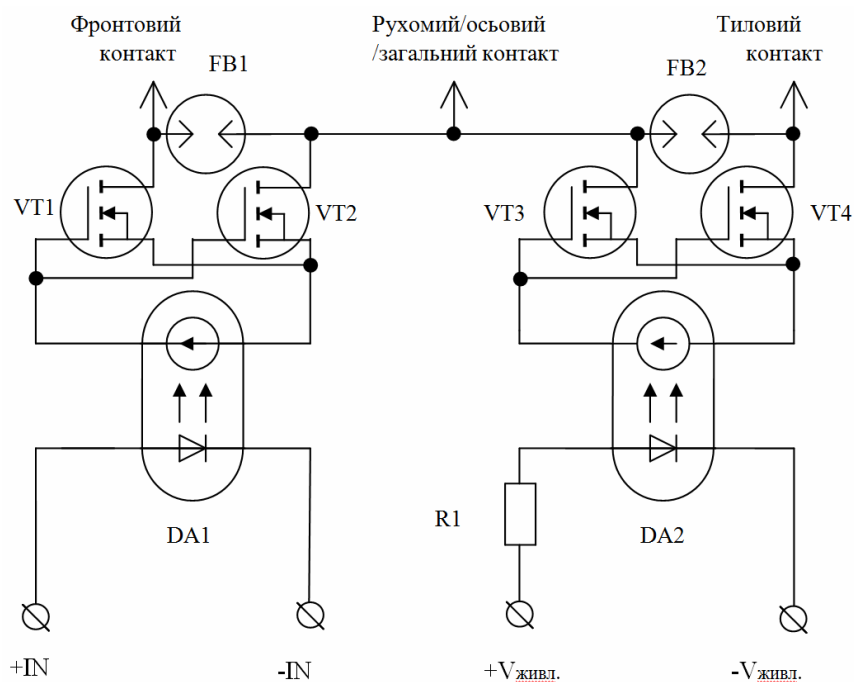 Фронтовий
контакт
Рухомий/осьовий
/загальний контакт
Тиловий
контакт
FB1
FB2
VT1
VT2
VT3
VT4
DA1
R1
DA2
+IN
-IN
+Vживл.
-Vживл.